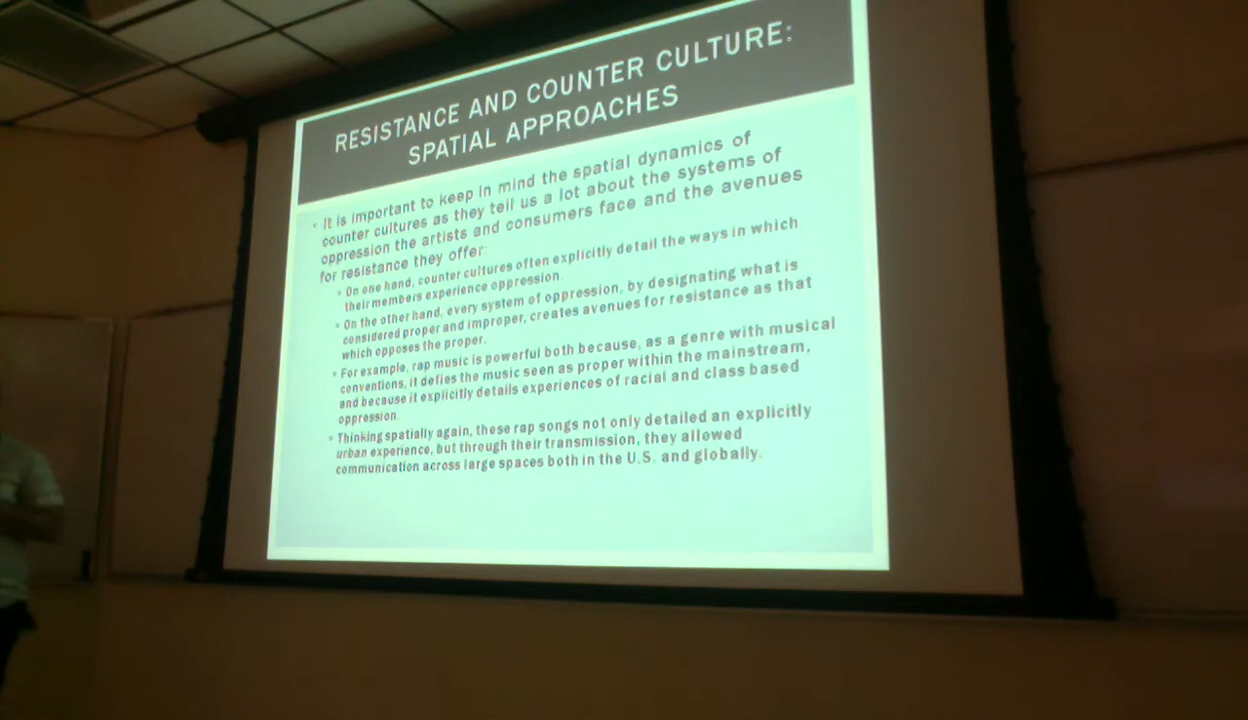 RESISTANCE AND COUNTER CULTURE:
SPATIAL APPROACHES
It is important to keep in mind the spatial dynamics of
counter cultures as they tell us a lot about the systems of
oppression the artists and consumers face and the avenues
for resistance they offer:
On one hand, counter cultures often explicitly detail the ways in which
their members experience oppression.
On the other hand, every system of oppression, by designating what is
considered proper and improper, creates avenues for resistance as that
which opposes the proper.
For example, rap music is powerful both because, as a genre with musical
conventions, it defies the music seen as proper within the mainstream,
and because it explicitly details experiences of racial and class based
oppression.
Thinking spatially again, these rap songs not only detailed an explicitly
urban experience, but through their transmission, they allowed
communication across large spaces both in the U.S. and globally.